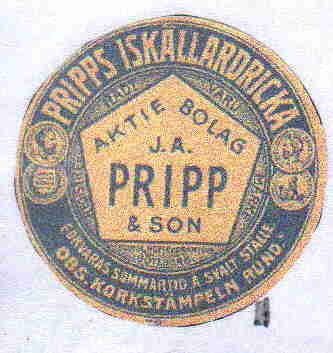 PRIPPS ISKÄLLARDRICKA
AKTIE BOLAG
J.A.
PRIPP
& SON
FÖRVARAS SOMMARTID Å SVALT STÄLLE
OBS. KORKSTÄMPELN RUND.